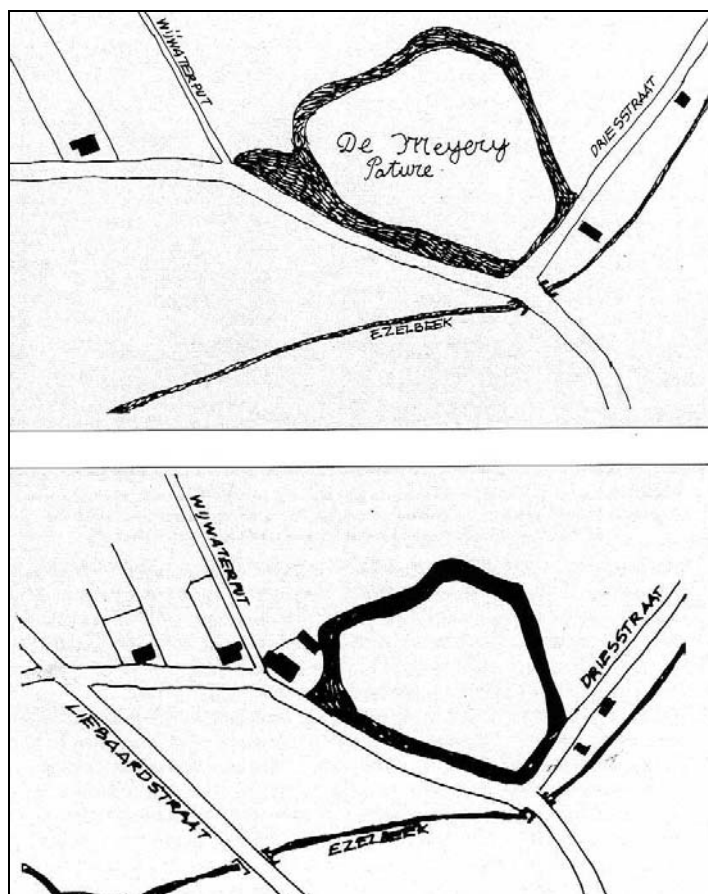 WIJWATERPUT
De Meyery
Pature
DRIESSTRAAT
EZELBEEK
WIJWATERPUT
DRIESSTRAAT
LIEBAARDSTRAAT
EZELBEEK